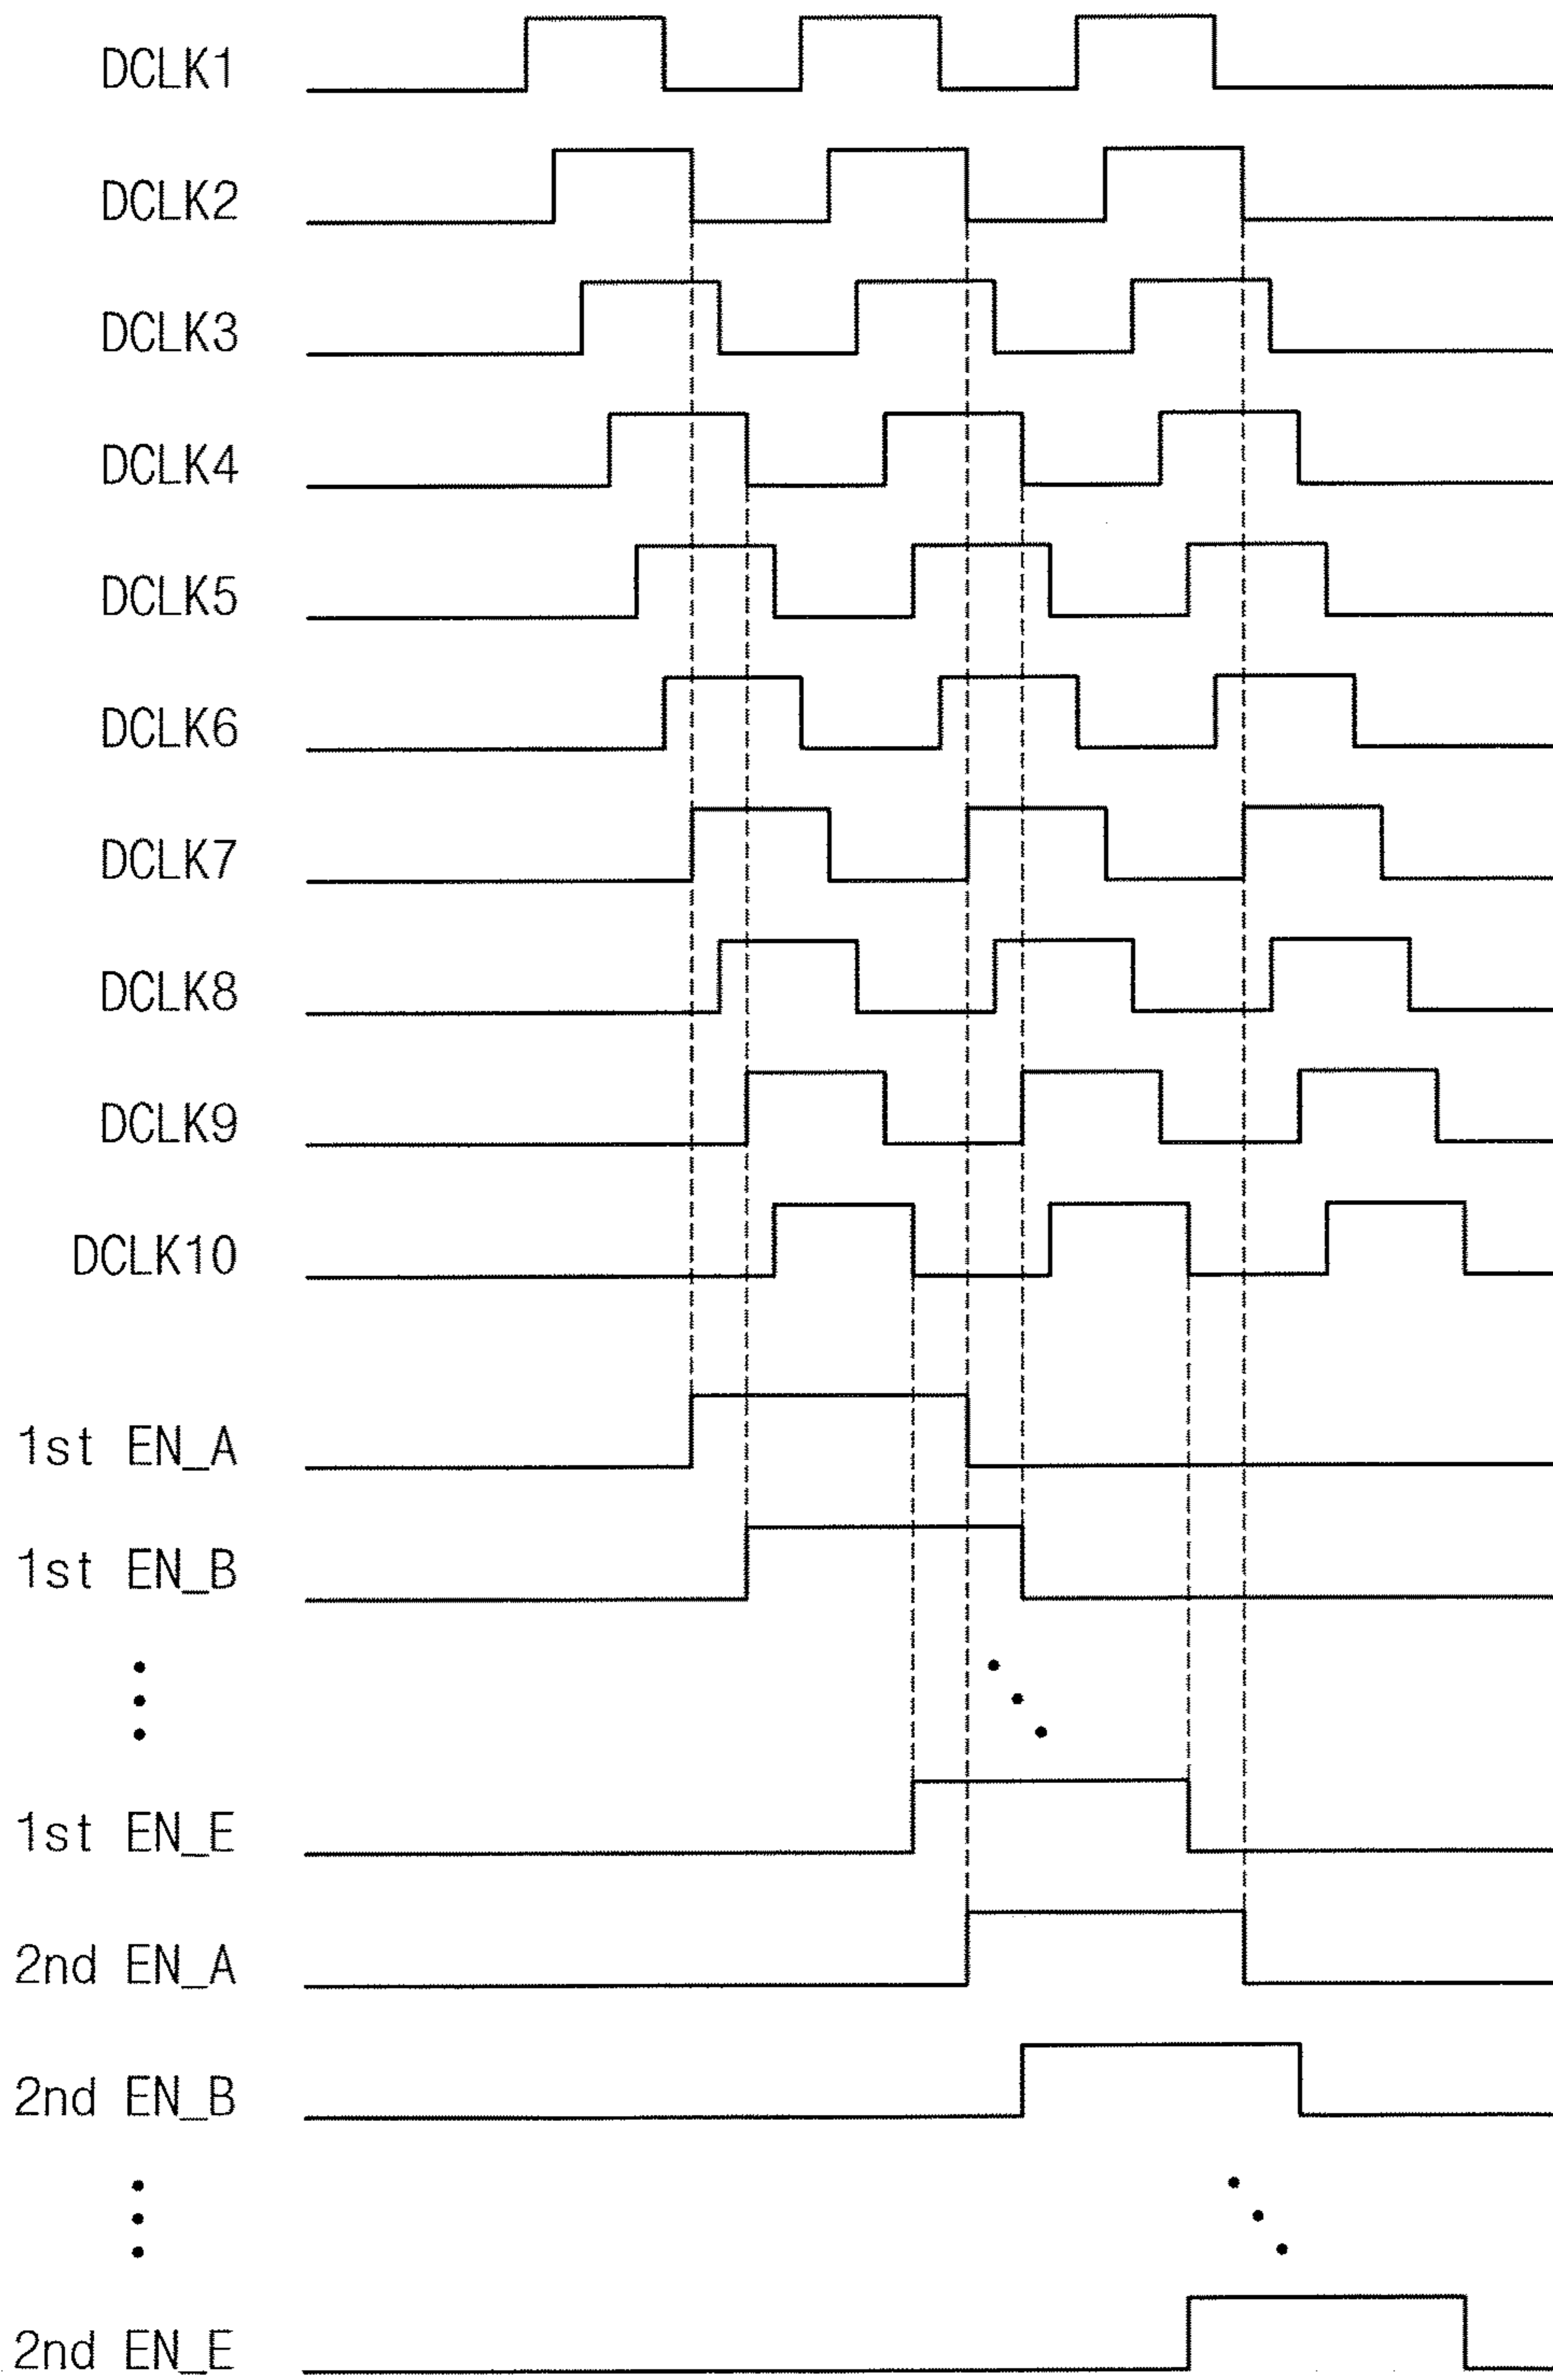 DCLK1
DCLK2
DCLK3
DCLK4
DCLK5
DCLK6
DCLK7
DCLK8
DCLK9
DCLK10
1st EN_A
1st EN_B
1st EN_E
2nd EN_A
2nd EN_B
2nd EN_E